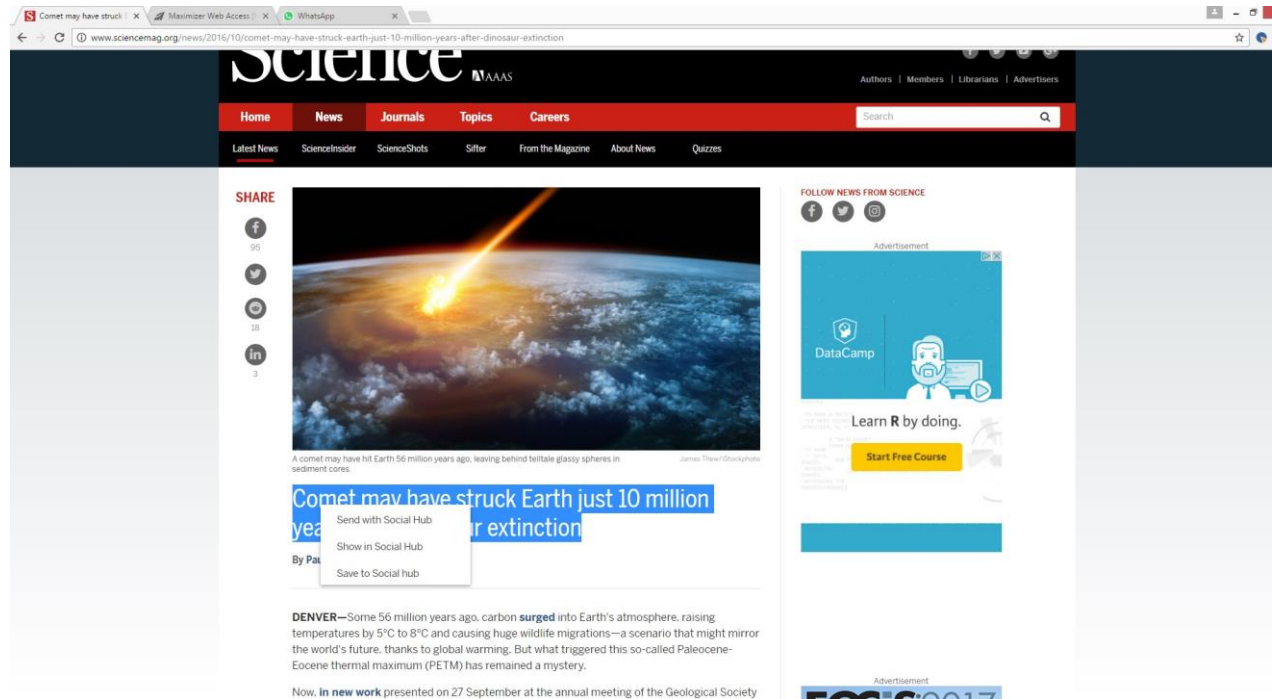 Comet may have struck E
Maximizer Web Access
WhatsApp
www.sciencemag.org/news/2016/10/comet-may-have-struck-earth-just-10-million-years-after-dinosaur-extinction
Science AAAS
Authors | Members | Librarians | Advertisers
Home News Journals Topics Careers
Search
Latest News ScienceInsider ScienceShots Sifter From the Magazine About News Quizzes
SHARE
95
18
3
FOLLOW NEWS FROM SCIENCE
Advertisement
DataCamp
Learn R by doing.
Start Free Course
A comet may have hit Earth 56 million years ago, leaving behind telltale glassy spheres in
sediment cores.
James Thew/iStockphoto
Comet may have struck Earth just 10 million
yea r extinction
Send with Social Hub
Show in Social Hub
Save to Social hub
By Pau
DENVER—Some 56 million years ago, carbon surged into Earth's atmosphere, raising
temperatures by 5°C to 8°C and causing huge wildlife migrations—a scenario that might mirror
the world's future, thanks to global warming. But what triggered this so-called Paleocene-
Eocene thermal maximum (PETM) has remained a mystery.
Now, in new work presented on 27 September at the annual meeting of the Geological Society
Advertisement